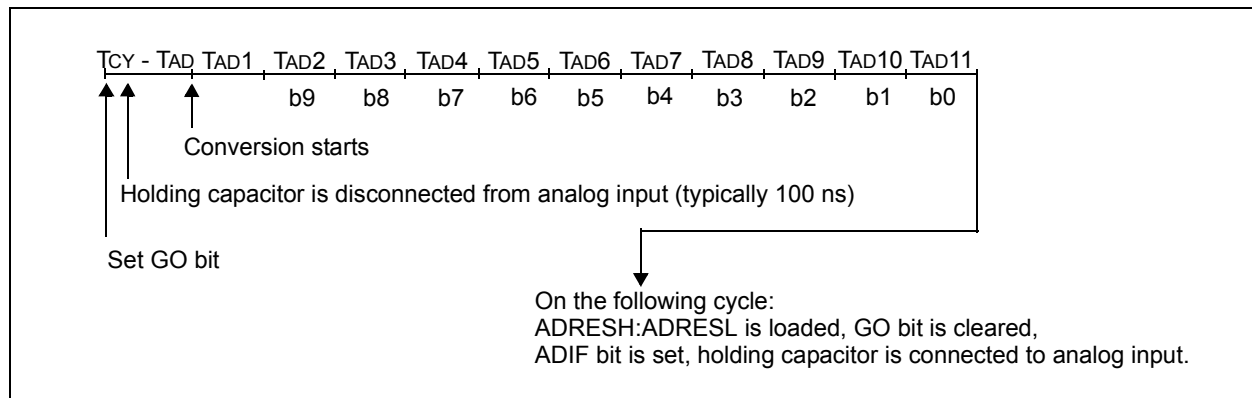 TCY - TAD TAD1 TAD2 TAD3 TAD4 TAD5 TAD6 TAD7 TAD8 TAD9 TAD10 TAD11
b9 b8 b7 b6 b5 b4 b3 b2 b1 b0
Conversion starts
Holding capacitor is disconnected from analog input (typically 100 ns)
Set GO bit
On the following cycle:
ADRESH:ADRESL is loaded, GO bit is cleared,
ADIF bit is set, holding capacitor is connected to analog input.